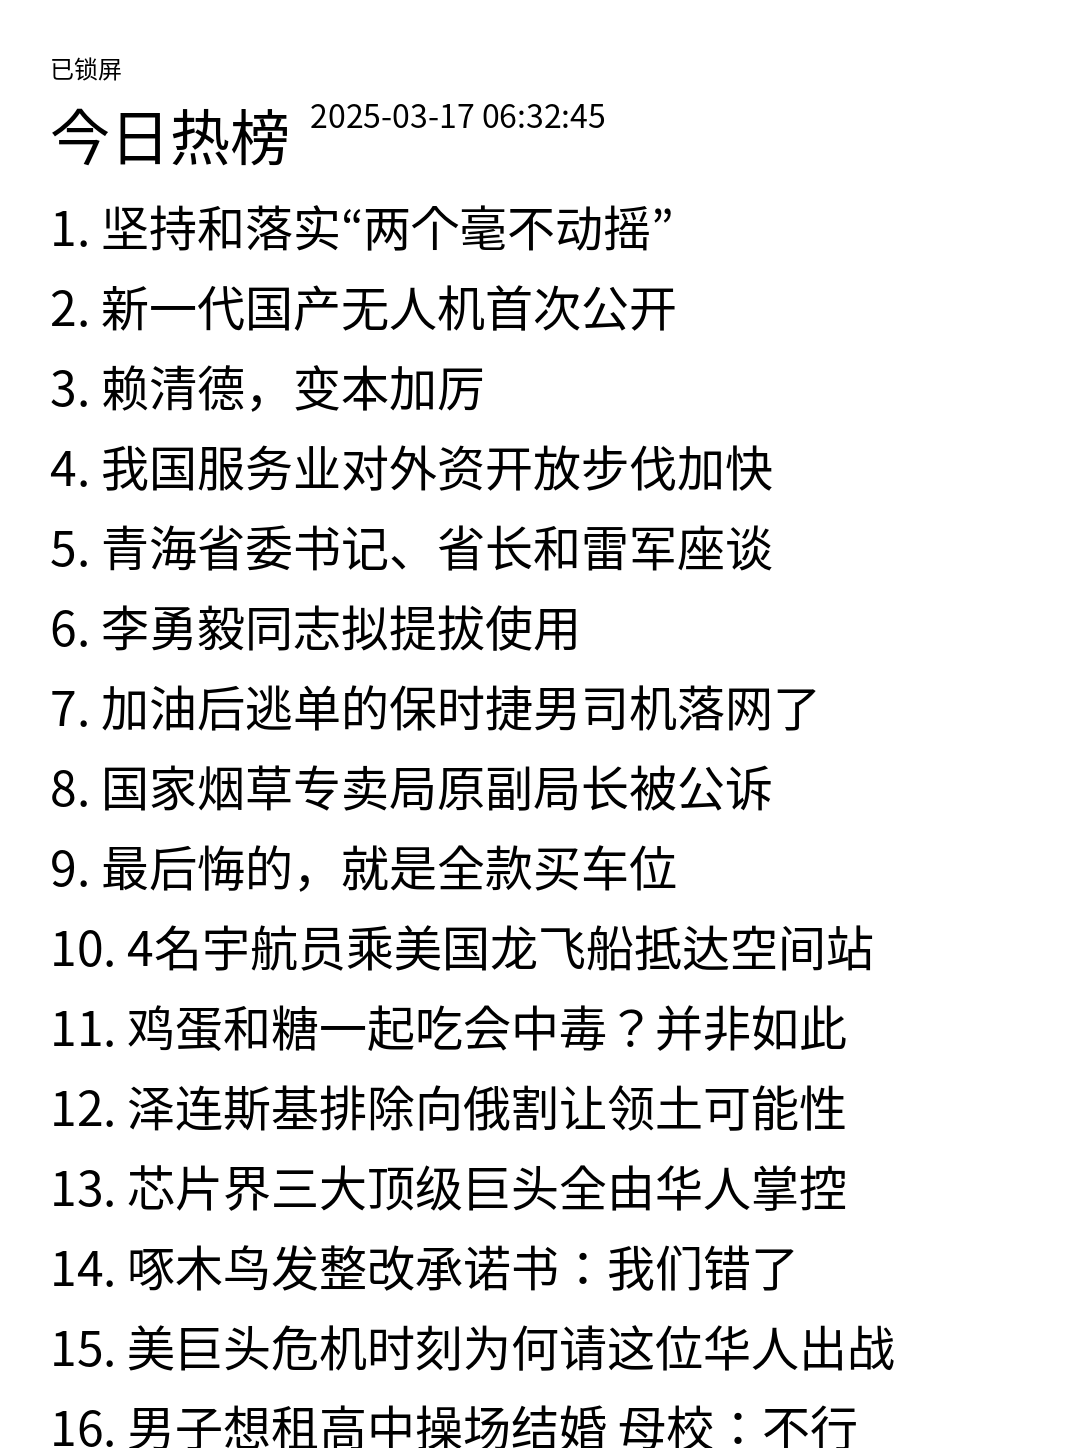 已锁屏
今日热榜 2025-03-17 06:32:45
1. 坚持和落实“两个毫不动摇”
2. 新一代国产无人机首次公开
3. 赖清德，变本加厉
4. 我国服务业对外资开放步伐加快
5. 青海省委书记、省长和雷军座谈
6. 李勇毅同志拟提拔使用
7. 加油后逃单的保时捷男司机落网了
8. 国家烟草专卖局原副局长被公诉
9. 最后悔的，就是全款买车位
10. 4名宇航员乘美国龙飞船抵达空间站
11. 鸡蛋和糖一起吃会中毒？并非如此
12. 泽连斯基排除向俄割让领土可能性
13. 芯片界三大顶级巨头全由华人掌控
14. 啄木鸟发整改承诺书：我们错了
15. 美巨头危机时刻为何请这位华人出战
16. 男子想租高中操场结婚 母校：不行